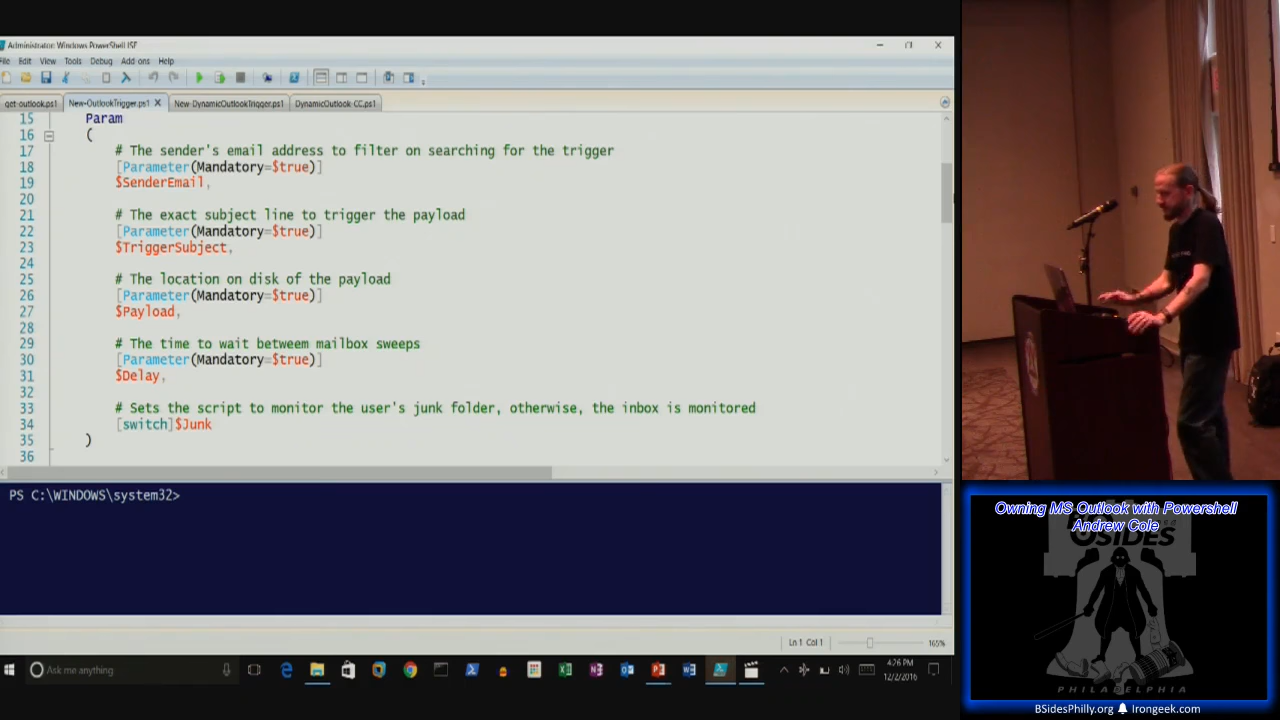 Administrator: Windows PowerShell ISE
File Edit View Tools Debug Add-ons Help
get-outlook.ps1 New-OutlookTrigger.ps1 New-DynamicOutlookTrigger.ps1 DynamicOutlook-CC.ps1
15 Param
16 (
17 # The sender's email address to filter on searching for the trigger
18 [Parameter(Mandatory=$true)]
19 $SenderEmail,
20
21 # The exact subject line to trigger the payload
22 [Parameter(Mandatory=$true)]
23 $TriggerSubject,
24
25 # The location on disk of the payload
26 [Parameter(Mandatory=$true)]
27 $Payload,
28
29 # The time to wait betweem mailbox sweeps
30 [Parameter(Mandatory=$true)]
31 $Delay,
32
33 # Sets the script to monitor the user's junk folder, otherwise, the inbox is monitored
34 [switch]$Junk
35 )
36
PS C:\WINDOWS\system32>
Ln 1 Col 1 165%
Ask me anything
4:26 PM
12/2/2016
Owning MS Outlook with Powershell
Andrew Cole
BSIDES
PHILADELPHIA
BSidesPhilly.org Irongeek.com